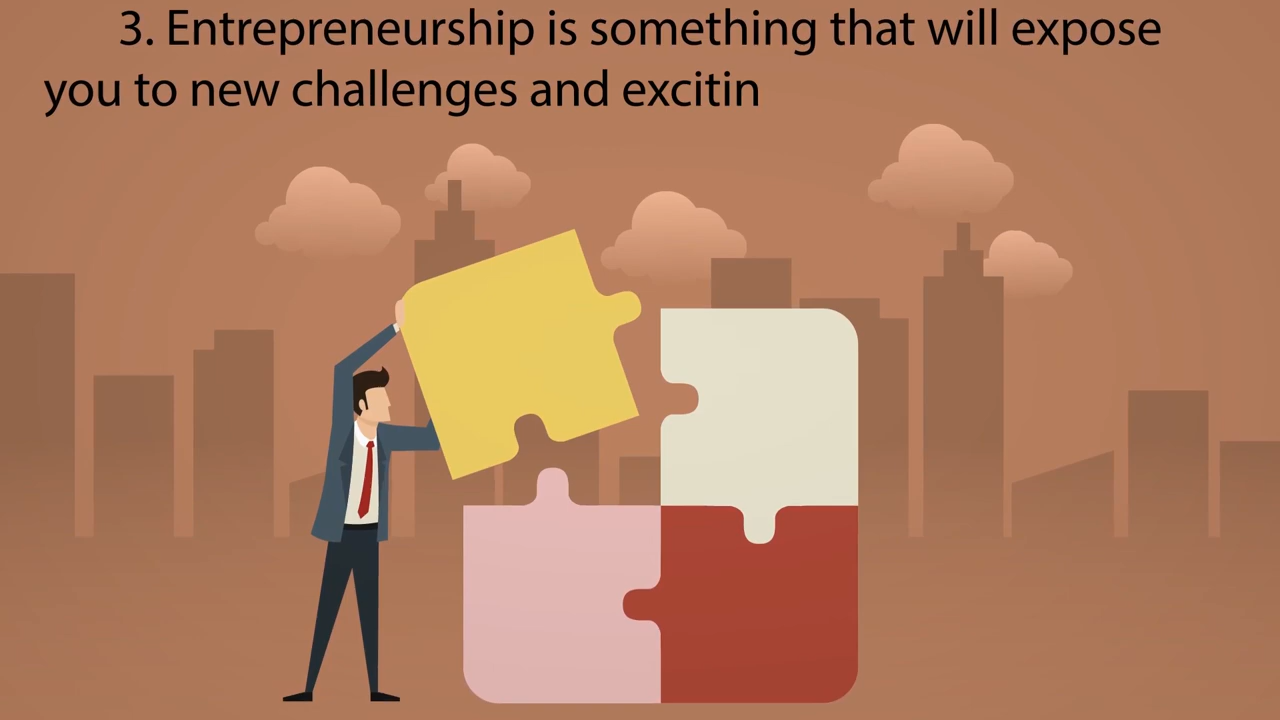 3. Entrepreneurship is something that will expose
you to new challenges and excitin